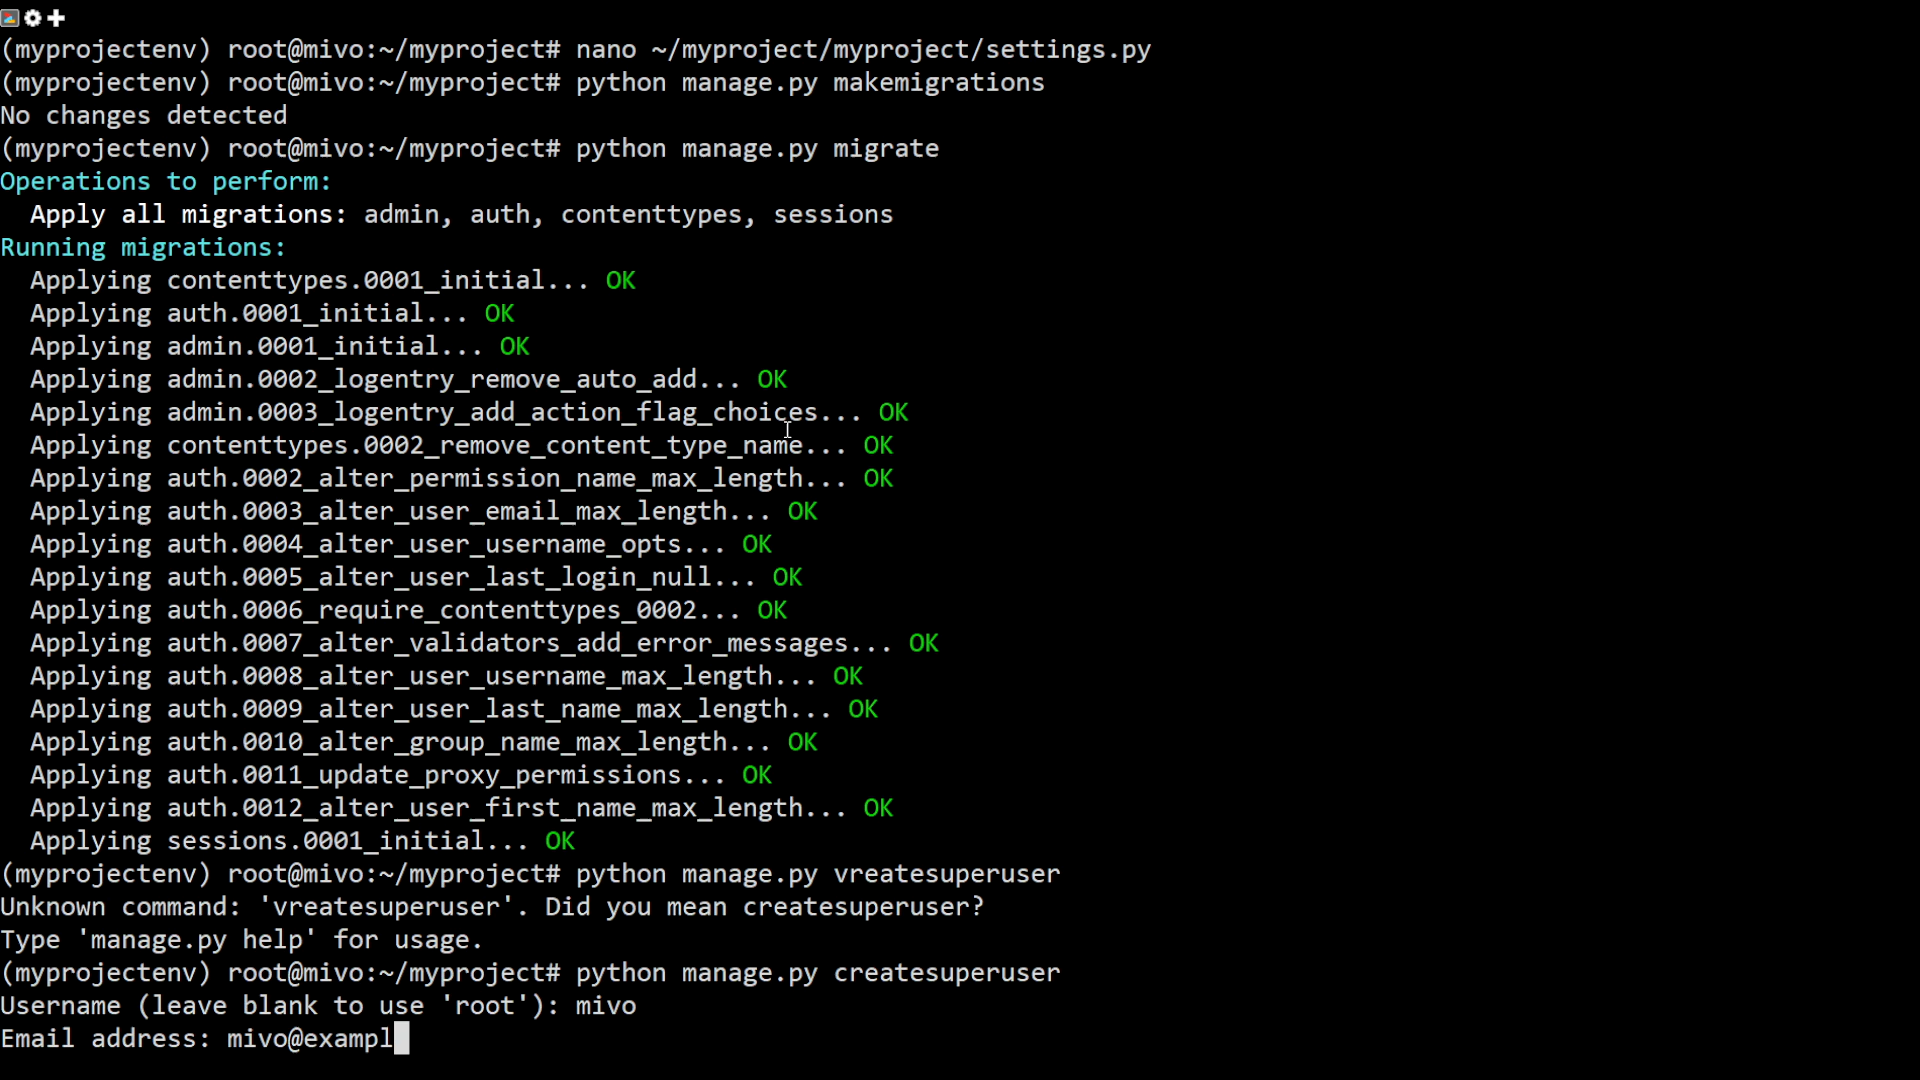 (myprojectenv) root@mivo:~/myproject# nano ~/myproject/myproject/settings.py
(myprojectenv) root@mivo:~/myproject# python manage.py makemigrations
No changes detected
(myprojectenv) root@mivo:~/myproject# python manage.py migrate
Operations to perform:
  Apply all migrations: admin, auth, contenttypes, sessions
Running migrations:
  Applying contenttypes.0001_initial... OK
  Applying auth.0001_initial... OK
  Applying admin.0001_initial... OK
  Applying admin.0002_logentry_remove_auto_add... OK
  Applying admin.0003_logentry_add_action_flag_choices... OK
  Applying contenttypes.0002_remove_content_type_name... OK
  Applying auth.0002_alter_permission_name_max_length... OK
  Applying auth.0003_alter_user_email_max_length... OK
  Applying auth.0004_alter_user_username_opts... OK
  Applying auth.0005_alter_user_last_login_null... OK
  Applying auth.0006_require_contenttypes_0002... OK
  Applying auth.0007_alter_validators_add_error_messages... OK
  Applying auth.0008_alter_user_username_max_length... OK
  Applying auth.0009_alter_user_last_name_max_length... OK
  Applying auth.0010_alter_group_name_max_length... OK
  Applying auth.0011_update_proxy_permissions... OK
  Applying auth.0012_alter_user_first_name_max_length... OK
  Applying sessions.0001_initial... OK
(myprojectenv) root@mivo:~/myproject# python manage.py vreatesuperuser
Unknown command: 'vreatesuperuser'. Did you mean createsuperuser?
Type 'manage.py help' for usage.
(myprojectenv) root@mivo:~/myproject# python manage.py createsuperuser
Username (leave blank to use 'root'): mivo
Email address: mivo@exampl